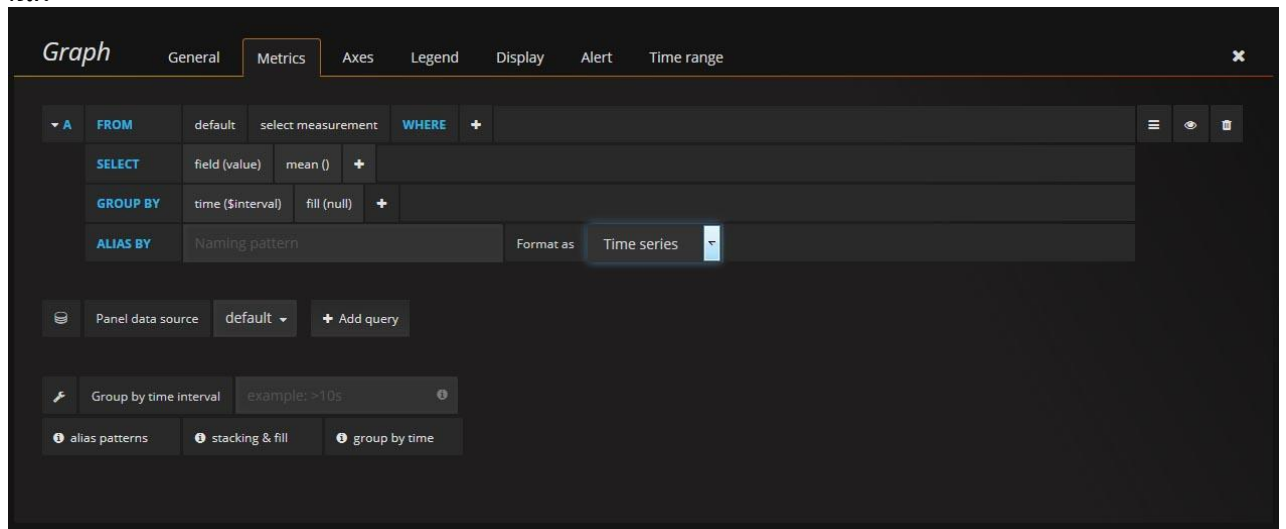 Graph General Metrics Axes Legend Display Alert Time range
A FROM default select measurement WHERE
SELECT field (value) mean ()
GROUP BY time ($interval) fill (null)
ALIAS BY Naming pattern Format as Time series
Panel data source default Add query
Group by time interval example: >10s
alias patterns stacking & fill group by time